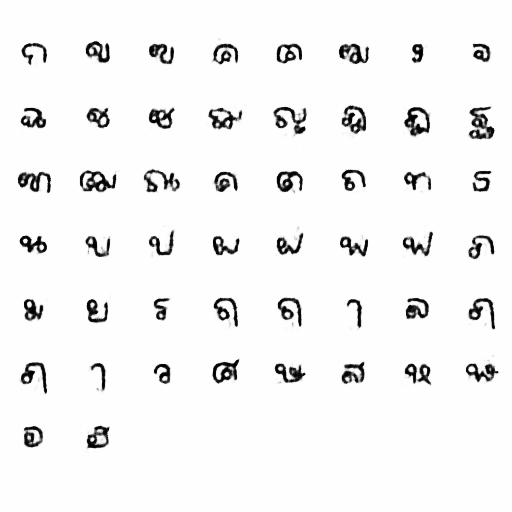 ก ข ฃ ค ฅ ฆ ง จ
ฉ ช ซ ฌ ญ ฎ ฏ ฐ
ฑ ฒ ณ ด ต ถ ท ธ
น บ ป ผ ฝ พ ฟ ภ
ม ย ร ฤ ฤ า ล ฦ
ฦ า ว ศ ษ ส ห ฬ
อ ฮ